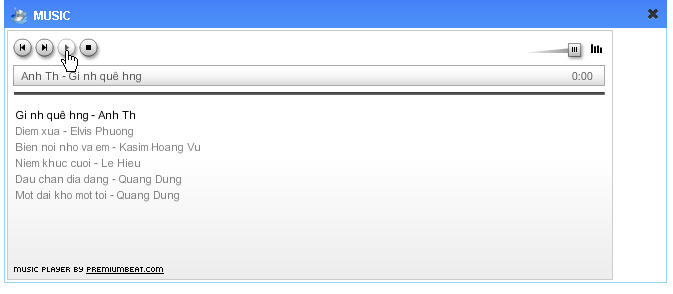 MUSIC
Anh Th - Gi nh quê hng 0:00
Gi nh quê hng - Anh Th
Diem xua - Elvis Phuong
Bien noi nho va em - Kasim Hoang Vu
Niem khuc cuoi - Le Hieu
Dau chan dia dang - Quang Dung
Mot dai kho mot toi - Quang Dung
MUSIC PLAYER BY PREMIUMBEAT.COM